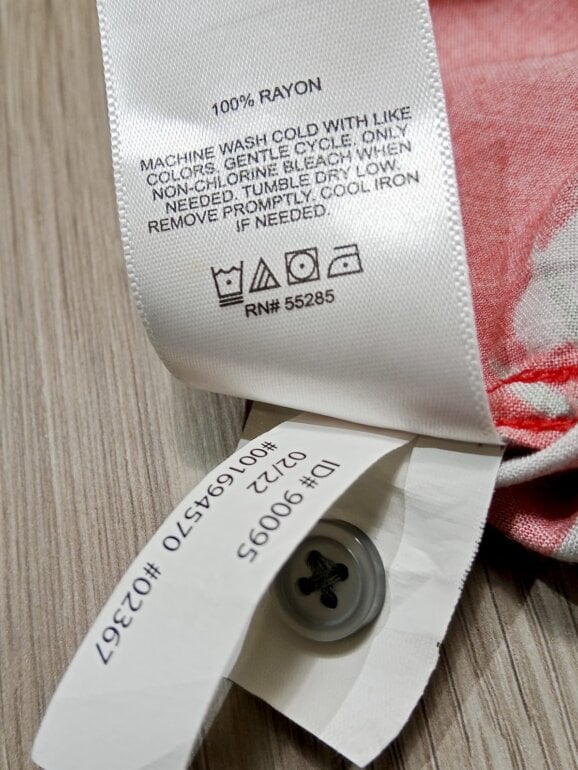 100% RAYON
MACHINE WASH COLD WITH LIKE
COLORS. GENTLE CYCLE. ONLY
NON-CHLORINE BLEACH WHEN
NEEDED. TUMBLE DRY LOW.
REMOVE PROMPTLY. COOL IRON
IF NEEDED.
RN# 55285
ID# 90095
02/22
#001694570 #02367